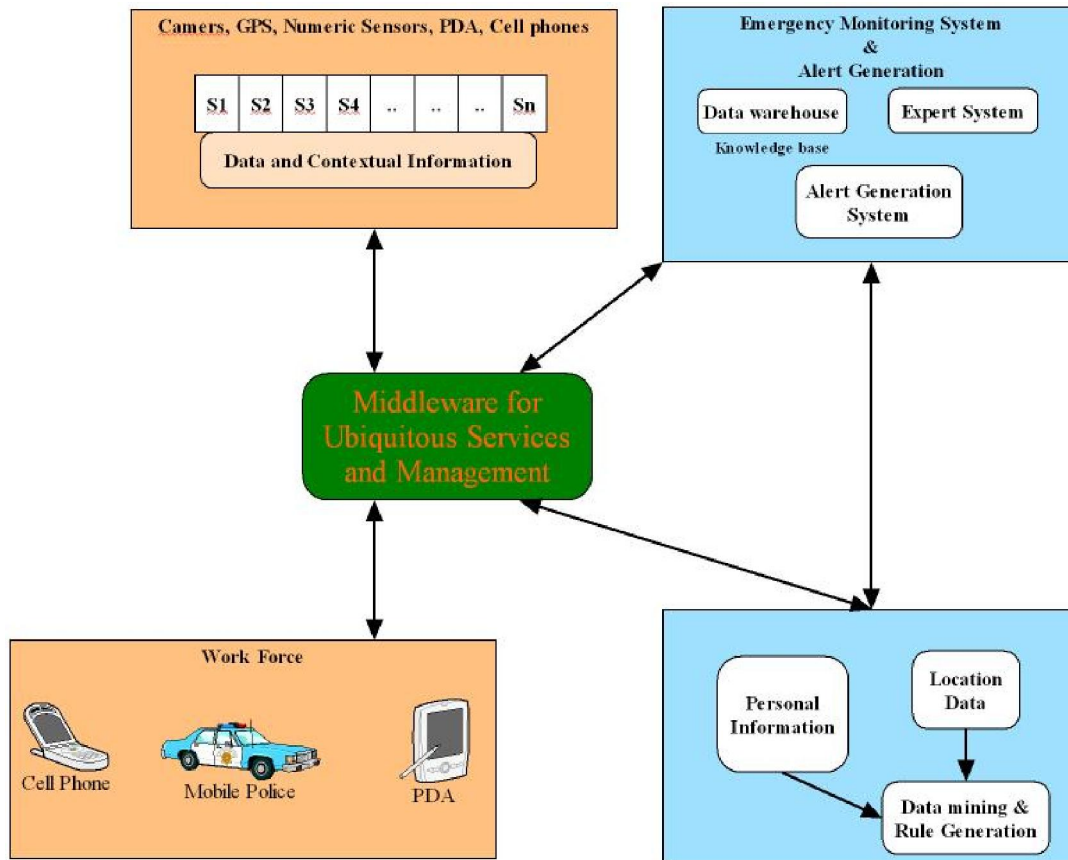 Camers, GPS, Numeric Sensors, PDA, Cell phones
S1 S2 S3 S4 .. .. .. Sn
Data and Contextual Information
Emergency Monitoring System
&
Alert Generation
Data warehouse
Expert System
Knowledge base
Alert Generation
System
Middleware for
Ubiquitous Services
and Management
Work Force
Cell Phone
Mobile Police
PDA
Personal
Information
Location
Data
Data mining &
Rule Generation